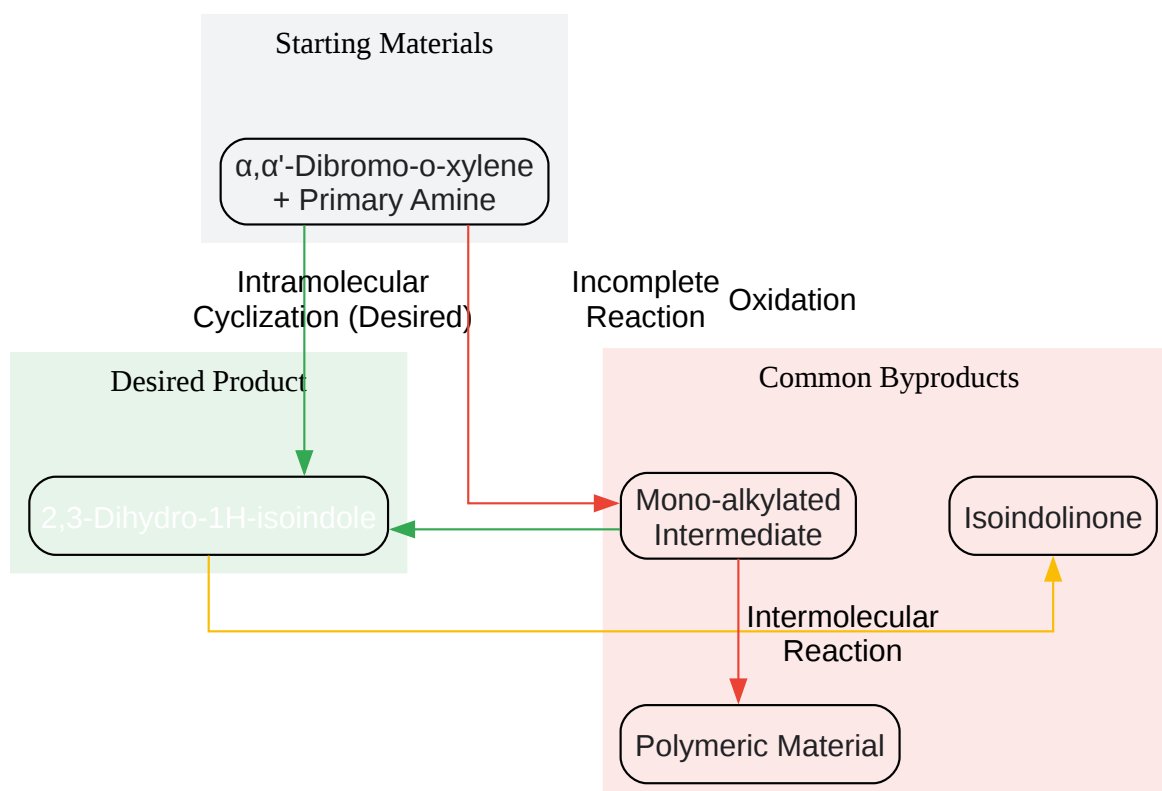 Starting Materials
α,α'-Dibromo-o-xylene
+ Primary Amine
Intramolecular
Cyclization (Desired)
Incomplete
Reaction
Oxidation
Desired Product
Common Byproducts
2,3-Dihydro-1H-isoindole
Mono-alkylated
Intermediate
Isoindolinone
Intermolecular
Reaction
Polymeric Material